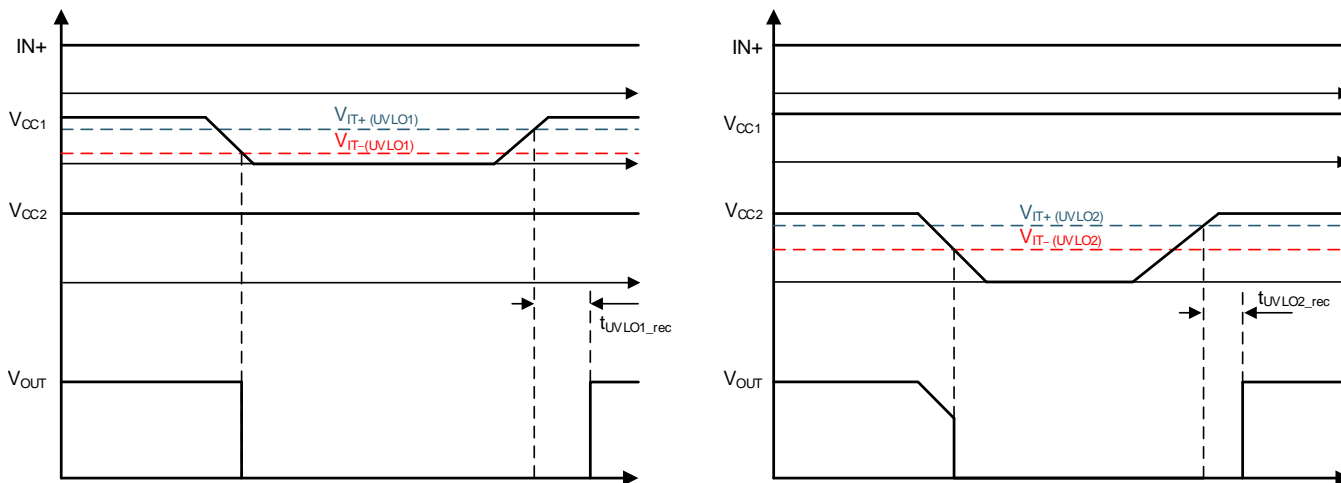 IN+
VCC1
VIT+ (UVLO1)
VIT−(UVLO1)
VCC2
tUVLO1_rec
VOUT
IN+
VCC1
VCC2
VIT+ (UVLO2)
VIT− (UVLO2)
tUVLO2_rec
VOUT